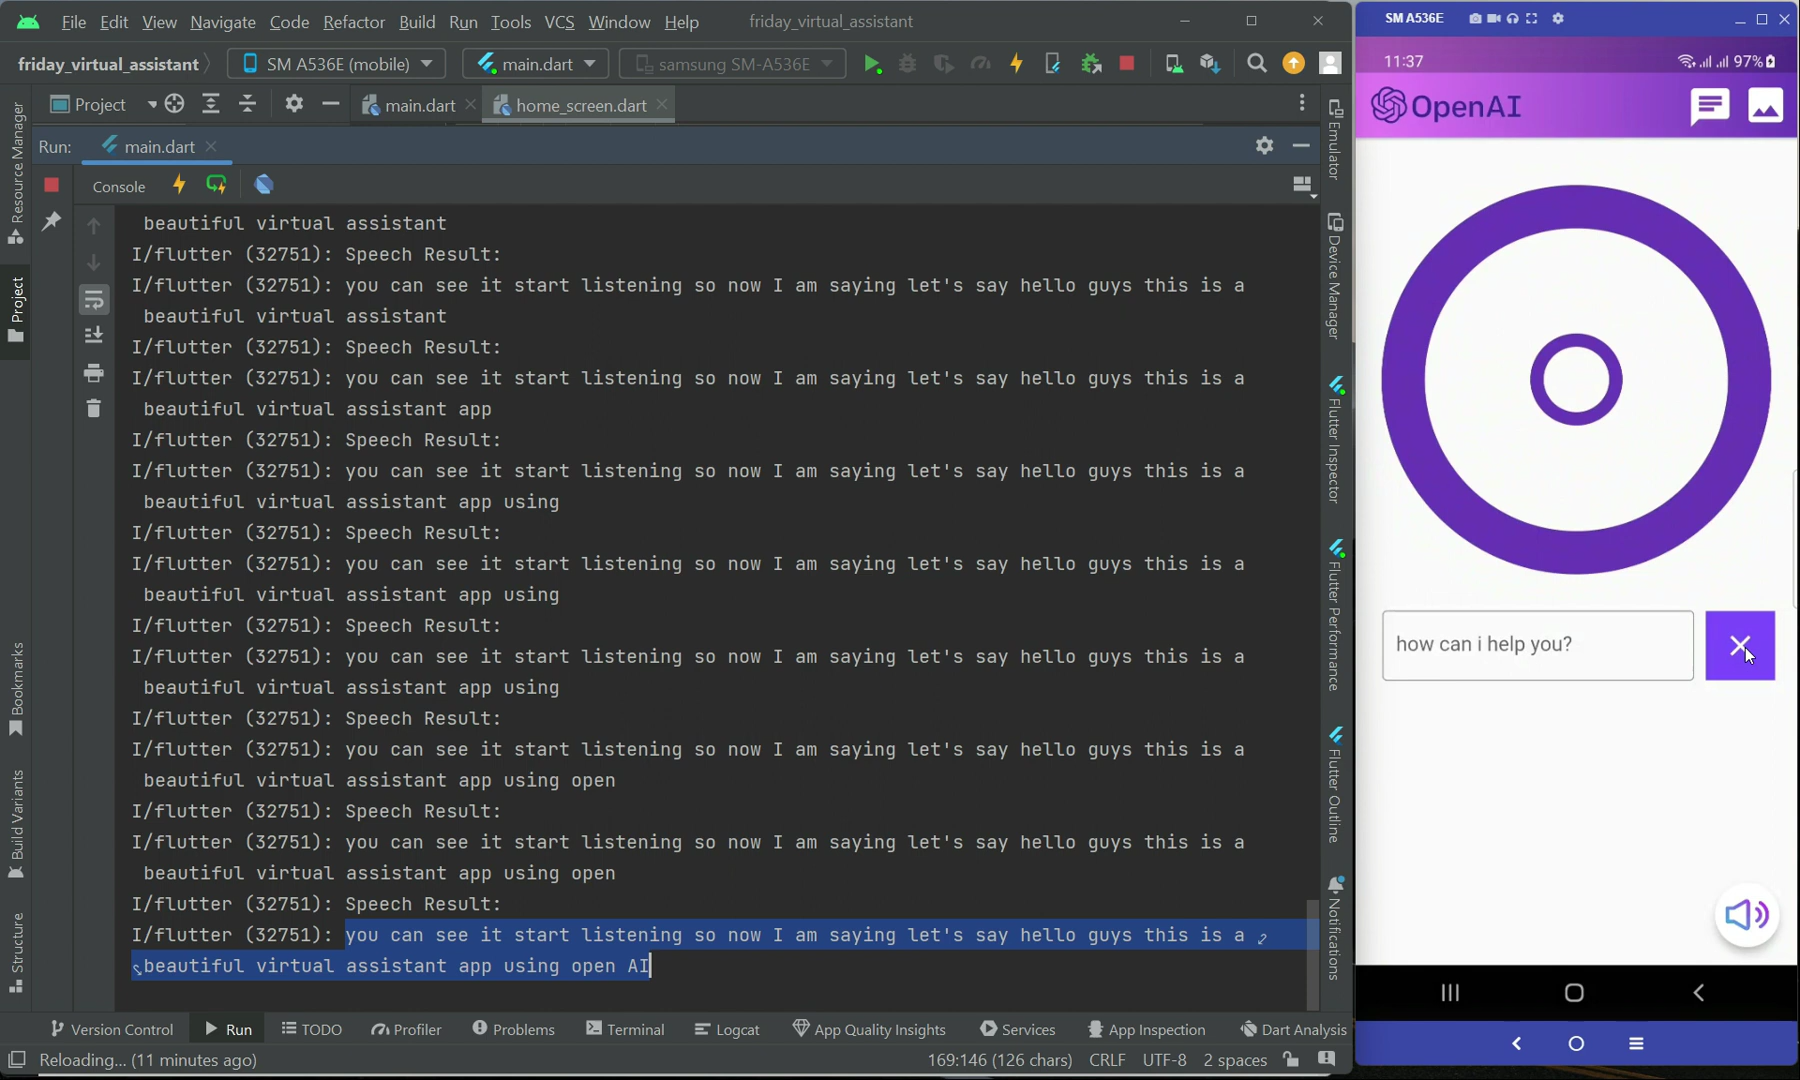 File Edit View Navigate Code Refactor Build Run Tools VCS Window Help friday_virtual_assistant
friday_virtual_assistant SM A536E (mobile) main.dart samsung SM-A536E
Project main.dart home_screen.dart
Run: main.dart
Console
beautiful virtual assistant
I/flutter (32751): Speech Result:
I/flutter (32751): you can see it start listening so now I am saying let's say hello guys this is a
beautiful virtual assistant
I/flutter (32751): Speech Result:
I/flutter (32751): you can see it start listening so now I am saying let's say hello guys this is a
beautiful virtual assistant app
I/flutter (32751): Speech Result:
I/flutter (32751): you can see it start listening so now I am saying let's say hello guys this is a
beautiful virtual assistant app using
I/flutter (32751): Speech Result:
I/flutter (32751): you can see it start listening so now I am saying let's say hello guys this is a
beautiful virtual assistant app using
I/flutter (32751): Speech Result:
I/flutter (32751): you can see it start listening so now I am saying let's say hello guys this is a
beautiful virtual assistant app using
I/flutter (32751): Speech Result:
I/flutter (32751): you can see it start listening so now I am saying let's say hello guys this is a
beautiful virtual assistant app using open
I/flutter (32751): Speech Result:
I/flutter (32751): you can see it start listening so now I am saying let's say hello guys this is a
beautiful virtual assistant app using open
I/flutter (32751): Speech Result:
I/flutter (32751): you can see it start listening so now I am saying let's say hello guys this is a
beautiful virtual assistant app using open AI
Resource Manager
Project
Bookmarks
Build Variants
Structure
Emulator
Device Manager
Flutter Inspector
Flutter Performance
Flutter Outline
Notifications
Version Control Run TODO Profiler Problems Terminal Logcat App Quality Insights Services App Inspection Dart Analysis
Reloading... (11 minutes ago) 169:146 (126 chars) CRLF UTF-8 2 spaces
SM A536E
11:37 97%
OpenAI
how can i help you?